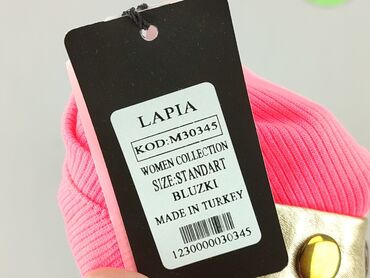 LAPIA
KOD:M30345
WOMEN COLLECTION
SIZE:STANDART
BLUZKI
MADE IN TURKEY
1230000030345